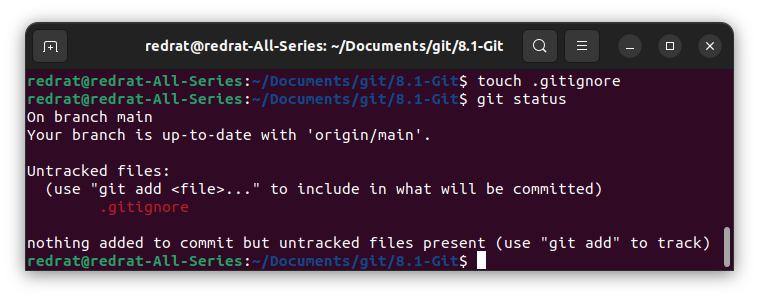 redrat@redrat-All-Series: ~/Documents/git/8.1-Git
redrat@redrat-All-Series:~/Documents/git/8.1-Git$ touch .gitignore
redrat@redrat-All-Series:~/Documents/git/8.1-Git$ git status
On branch main
Your branch is up-to-date with 'origin/main'.
Untracked files:
  (use "git add <file>..." to include in what will be committed)
        .gitignore
nothing added to commit but untracked files present (use "git add" to track)
redrat@redrat-All-Series:~/Documents/git/8.1-Git$